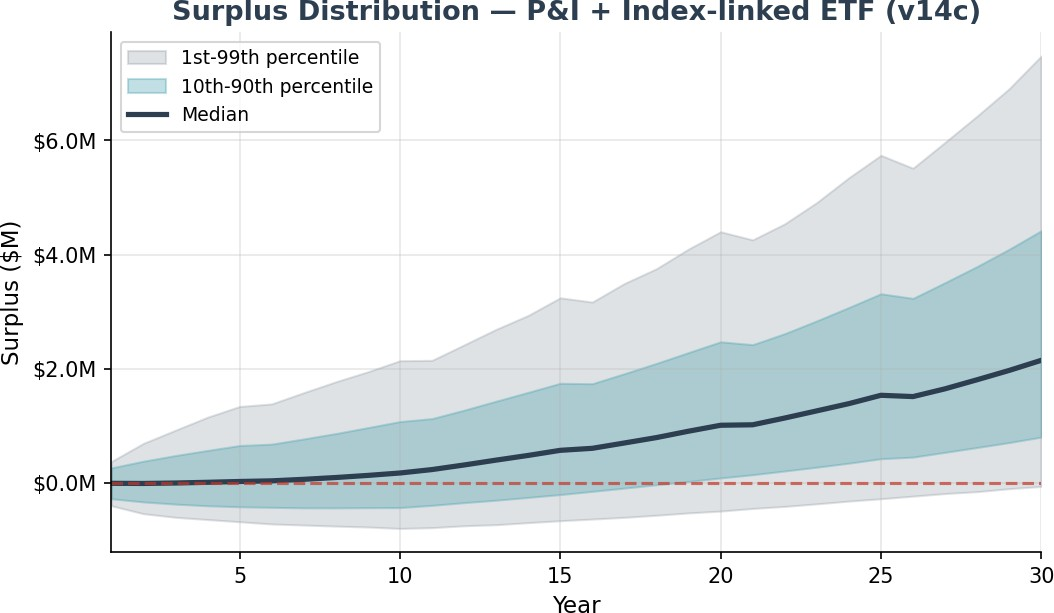 Surplus Distribution — P&I + Index-linked ETF (v14c)
1st-99th percentile
10th-90th percentile
Median
$6.0M
$4.0M
$2.0M
$0.0M
Surplus ($M)
5 10 15 20 25 30
Year